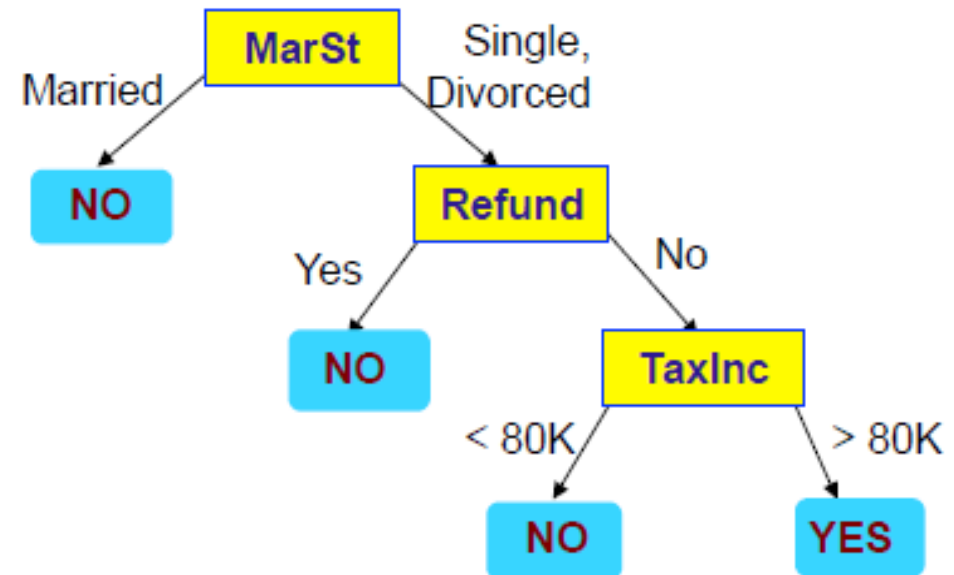 MarSt
Single,
Married
Divorced
NO
Refund
Yes
No
NO
TaxInc
< 80K
> 80K
NO
YES